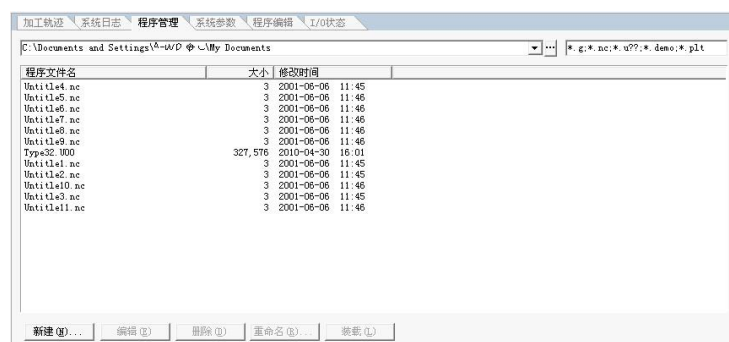 加工轨迹 系统日志 程序管理 系统参数 程序编辑 I/O状态
C:\Documents and Settings\ \My Documents ... *.g;*.nc;*.u??;*.demo;*.plt
程序文件名 大小 修改时间
Untitle4.nc 3 2001-06-06 11:45
Untitle5.nc 3 2001-06-06 11:46
Untitle6.nc 3 2001-06-06 11:46
Untitle7.nc 3 2001-06-06 11:46
Untitle8.nc 3 2001-06-06 11:46
Untitle9.nc 3 2001-06-06 11:46
Type32.U00 327,576 2010-04-30 16:01
Untitle1.nc 3 2001-06-06 11:45
Untitle2.nc 3 2001-06-06 11:45
Untitle10.nc 3 2001-06-06 11:46
Untitle3.nc 3 2001-06-06 11:45
Untitle11.nc 3 2001-06-06 11:46
新建(N)... 编辑(E) 删除(D) 重命名(R)... 装载(L)